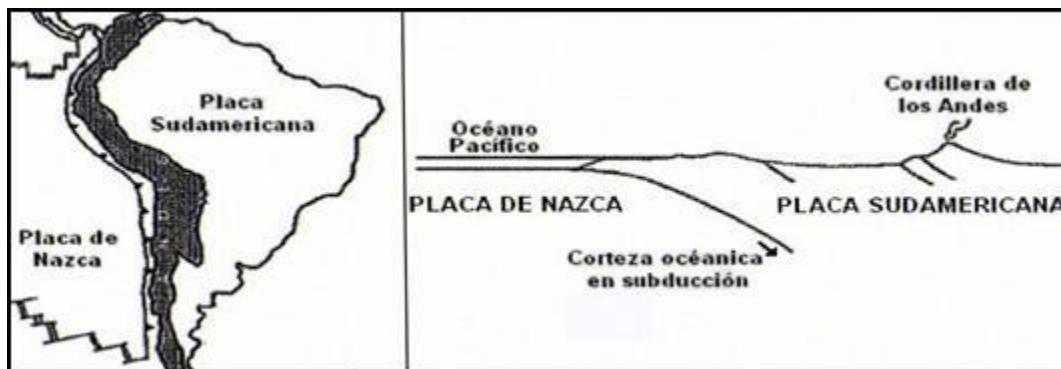 Placa
Sudamericana
Placa de
Nazca
Océano
Pacífico
Cordillera de
los Andes
PLACA DE NAZCA
PLACA SUDAMERICANA
Corteza océanica
en subducción